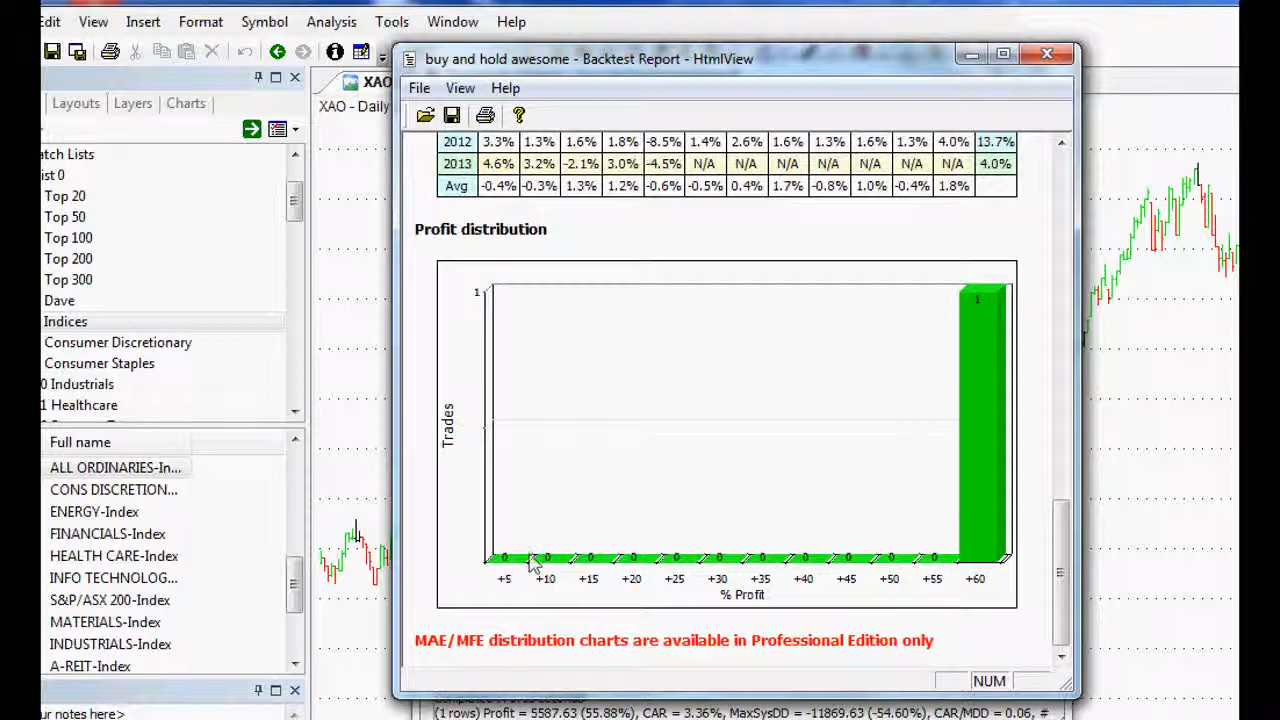 Edit View Insert Format Symbol Analysis Tools Window Help
Layouts Layers Charts
XAO
XAO - Daily
atch Lists
ist 0
Top 20
Top 50
Top 100
Top 200
Top 300
Dave
Indices
Consumer Discretionary
Consumer Staples
0 Industrials
1 Healthcare
Full name
ALL ORDINARIES-In...
CONS DISCRETION...
ENERGY-Index
FINANCIALS-Index
HEALTH CARE-Index
INFO TECHNOLOG...
S&P/ASX 200-Index
MATERIALS-Index
INDUSTRIALS-Index
A-REIT-Index
ur notes here>
buy and hold awesome - Backtest Report - HtmlView
File View Help
2012 3.3% 1.3% 1.6% 1.8% -8.5% 1.4% 2.6% 1.6% 1.3% 1.6% 1.3% 4.0% 13.7%
2013 4.6% 3.2% -2.1% 3.0% -4.5% N/A N/A N/A N/A N/A N/A N/A 4.0%
Avg -0.4% -0.3% 1.3% 1.2% -0.6% -0.5% 0.4% 1.7% -0.8% 1.0% -0.4% 1.8%
Profit distribution
1
1
Trades
0 0 0 0 0 0 0 0 0 0 0
+5 +10 +15 +20 +25 +30 +35 +40 +45 +50 +55 +60
% Profit
MAE/MFE distribution charts are available in Professional Edition only
NUM
(1 rows) Profit = 5587.63 (55.88%), CAR = 3.36%, MaxSysDD = -11869.63 (-54.60%), CAR/MDD = 0.06, #